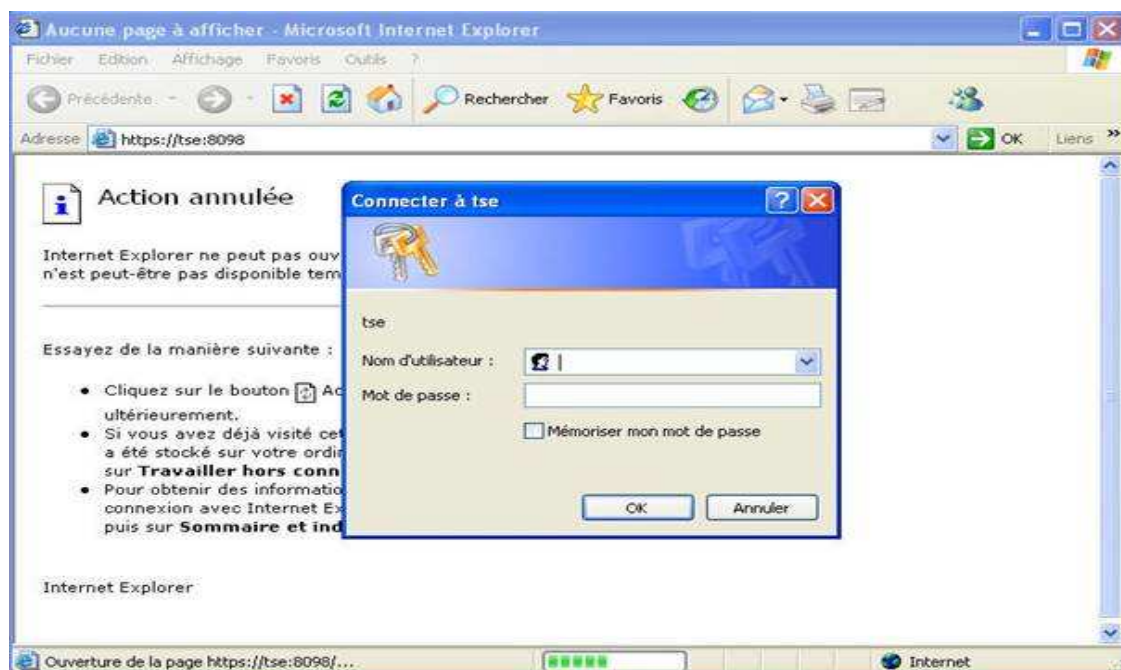 Aucune page à afficher - Microsoft Internet Explorer
Fichier Edition Affichage Favoris Outils ?
Précédente Rechercher Favoris
Adresse https://tse:8098 OK Liens »
Action annulée
Connecter à tse
Internet Explorer ne peut pas ouv
n'est peut-être pas disponible tem
tse
Essayez de la manière suivante :
Nom d'utilisateur :
Cliquez sur le bouton Ac
Mot de passe :
ultérieurement.
Si vous avez déjà visité cet
Mémoriser mon mot de passe
a été stocké sur votre ordin
sur Travailler hors conn
Pour obtenir des informatio
connexion avec Internet Ex
OK Annuler
puis sur Sommaire et ind
Internet Explorer
Ouverture de la page https://tse:8098/... Internet